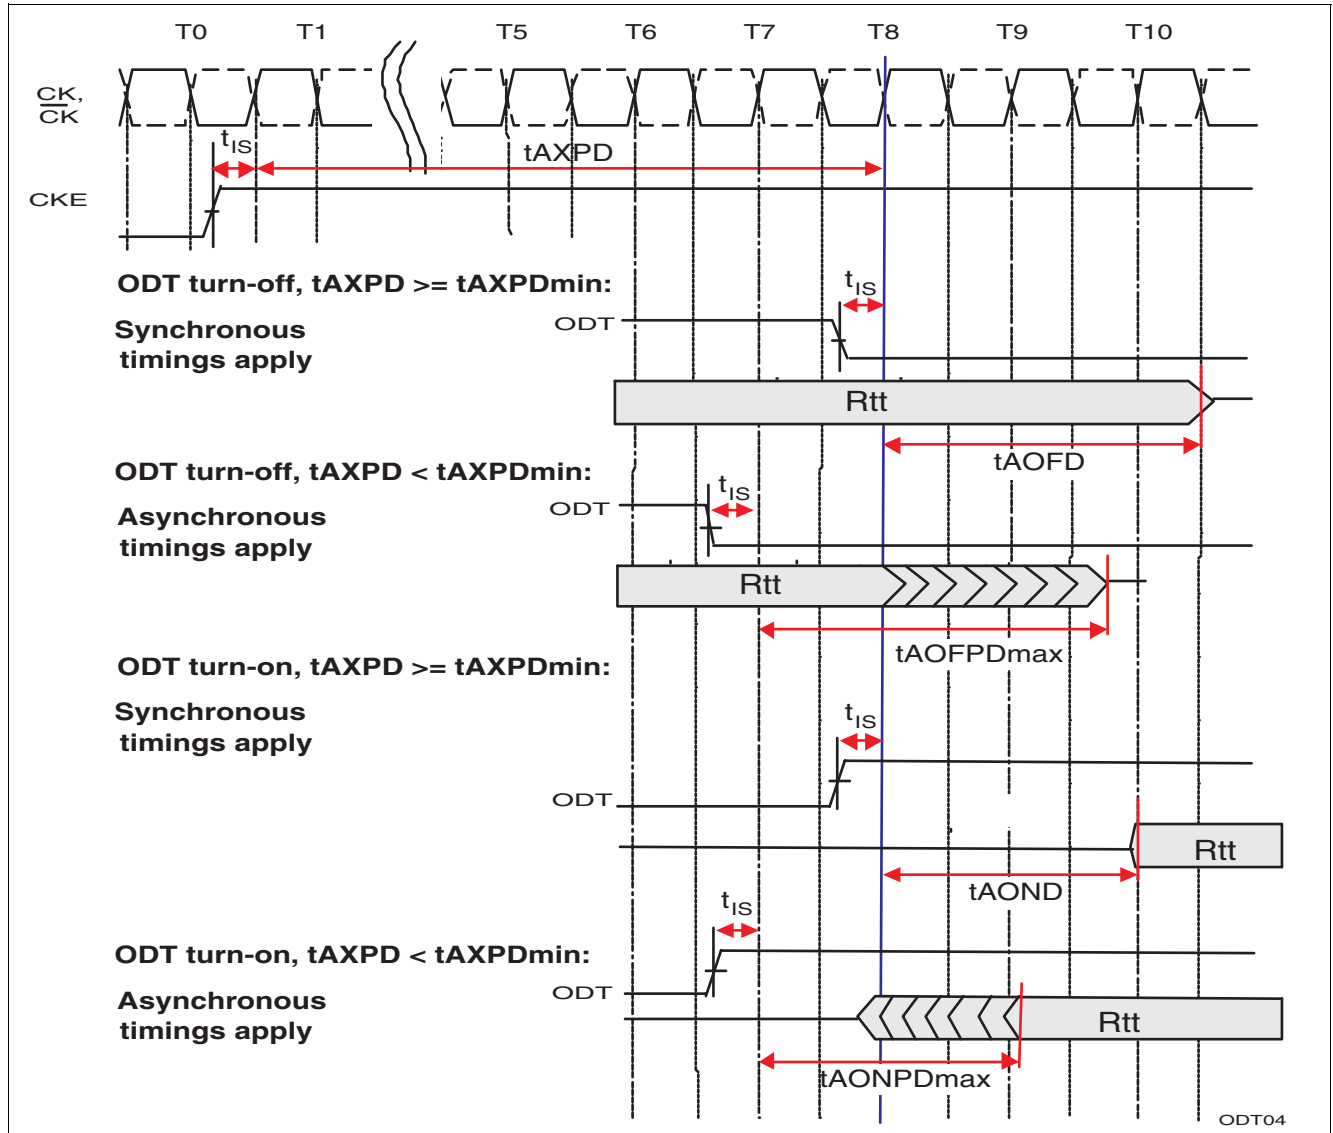 T0 T1 T5 T6 T7 T8 T9 T10
CK,
CK
tIS
tAXPD
CKE
ODT turn-off, tAXPD >= tAXPDmin:
tIS
Synchronous
timings apply
ODT
Rtt
tAOFD
ODT turn-off, tAXPD < tAXPDmin:
tIS
Asynchronous
timings apply
ODT
Rtt
tAOFPDmax
ODT turn-on, tAXPD >= tAXPDmin:
Synchronous
timings apply
tIS
ODT
Rtt
tAOND
tIS
ODT turn-on, tAXPD < tAXPDmin:
Asynchronous
timings apply
ODT
Rtt
tAONPDmax
ODT04